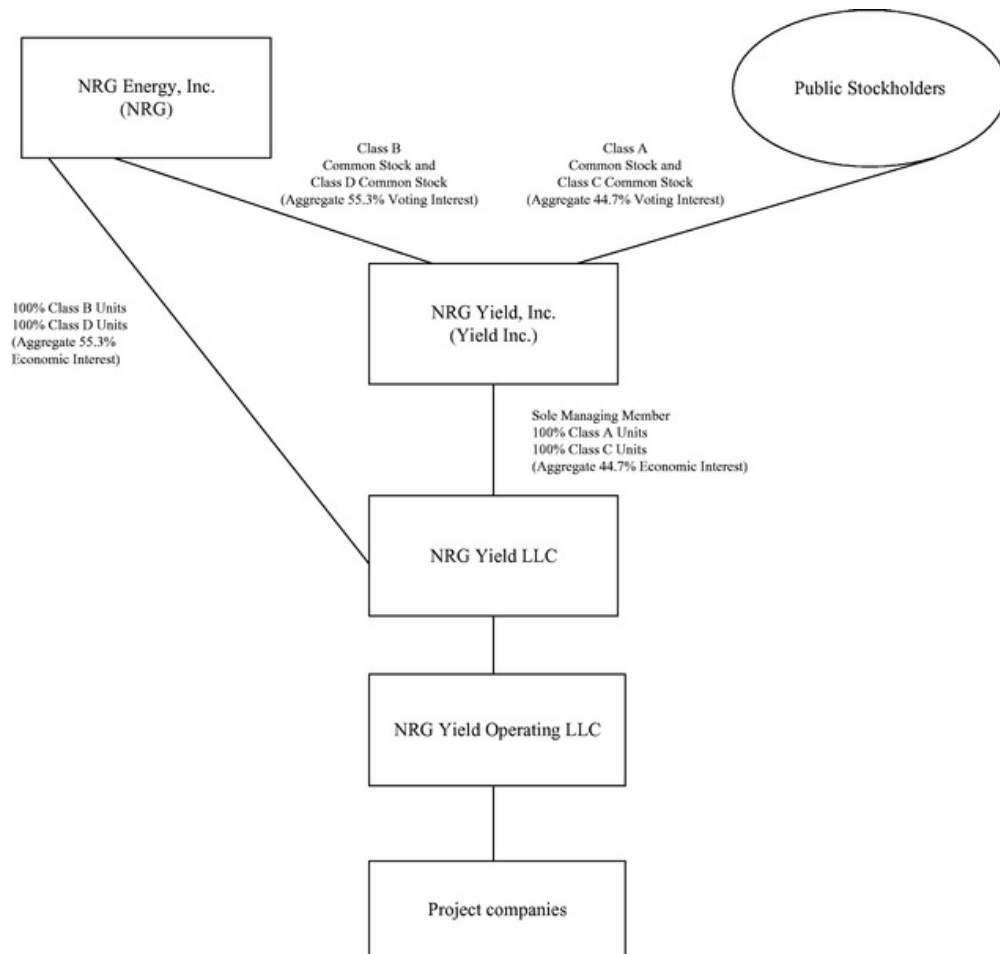 NRG Energy, Inc.
(NRG)
Public Stockholders
Class B
Common Stock and
Class D Common Stock
(Aggregate 55.3% Voting Interest)
Class A
Common Stock and
Class C Common Stock
(Aggregate 44.7% Voting Interest)
100% Class B Units
100% Class D Units
(Aggregate 55.3%
Economic Interest)
NRG Yield, Inc.
(Yield Inc.)
Sole Managing Member
100% Class A Units
100% Class C Units
(Aggregate 44.7% Economic Interest)
NRG Yield LLC
NRG Yield Operating LLC
Project companies